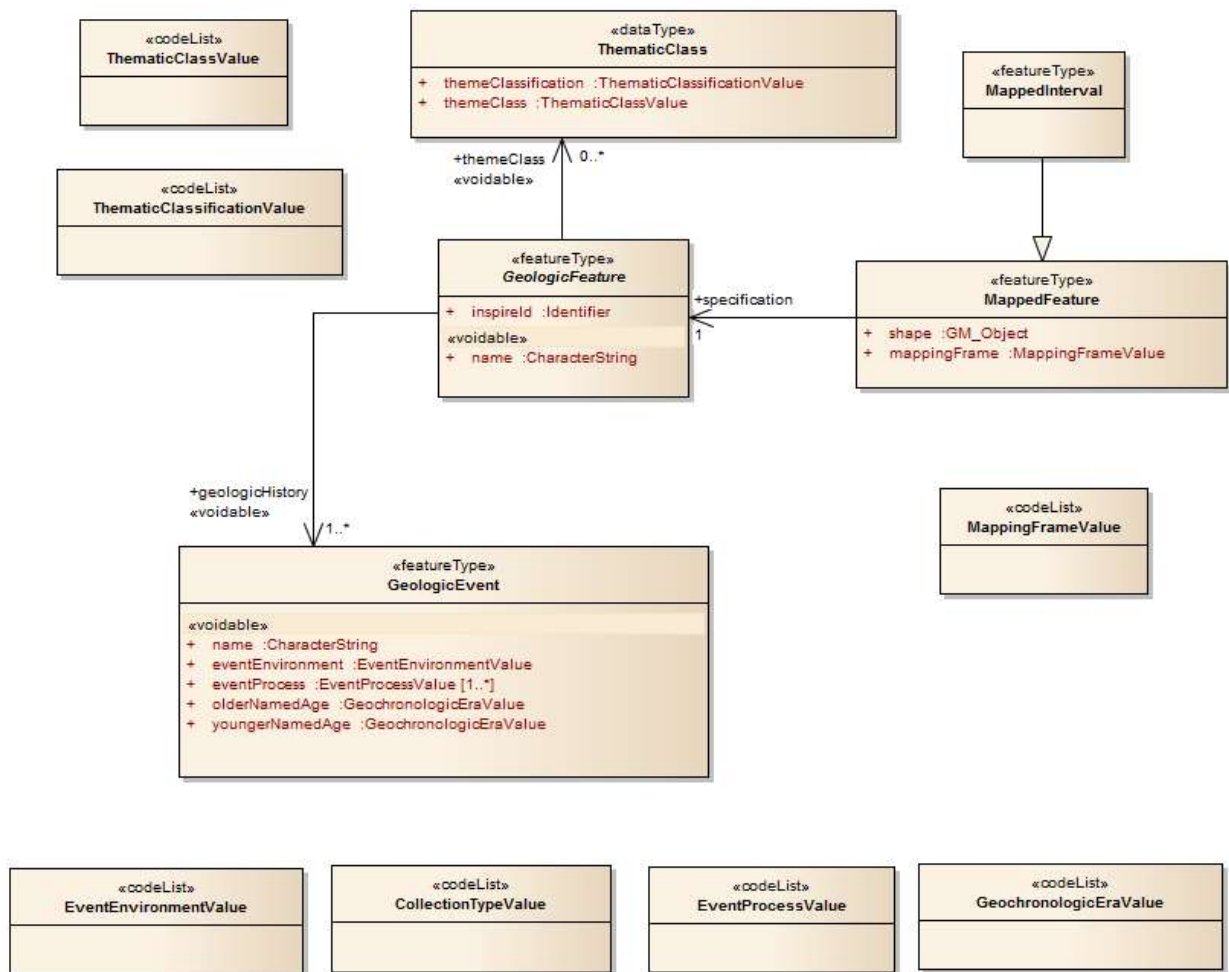 «codeList»
ThematicClassValue
«dataType»
ThematicClass
+ themeClassification :ThematicClassificationValue
+ themeClass :ThematicClassValue
«featureType»
MappedInterval
+themeClass
«voidable»
0..*
«codeList»
ThematicClassificationValue
«featureType»
GeologicFeature
+ inspireId :Identifier
«voidable»
+ name :CharacterString
+specification
1
«featureType»
MappedFeature
+ shape :GM_Object
+ mappingFrame :MappingFrameValue
+geologicHistory
«voidable»
1..*
«codeList»
MappingFrameValue
«featureType»
GeologicEvent
«voidable»
+ name :CharacterString
+ eventEnvironment :EventEnvironmentValue
+ eventProcess :EventProcessValue [1..*]
+ olderNamedAge :GeochronologicEraValue
+ youngerNamedAge :GeochronologicEraValue
«codeList»
EventEnvironmentValue
«codeList»
CollectionTypeValue
«codeList»
EventProcessValue
«codeList»
GeochronologicEraValue